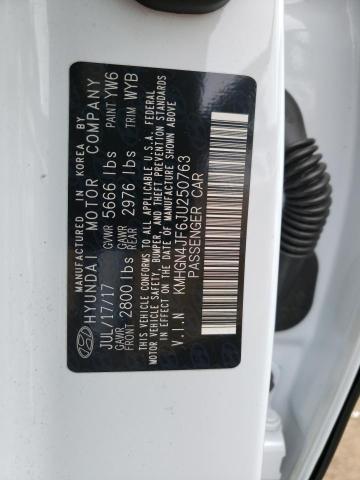 MANUFACTURED IN KOREA BY
HYUNDAI MOTOR COMPANY
JUL/17/17 GVWR 5666 lbs PAINT YW6
GAWR FRONT 2800 lbs GAWR REAR 2976 lbs TRIM WYB
THIS VEHICLE CONFORMS TO ALL APPLICABLE U.S.A. FEDERAL
MOTOR VEHICLE SAFETY, BUMPER, AND THEFT PREVENTION STANDARDS
IN EFFECT ON THE DATE OF MANUFACTURE SHOWN ABOVE.
V.I.N KMHGN4JF6JU250763
PASSENGER CAR